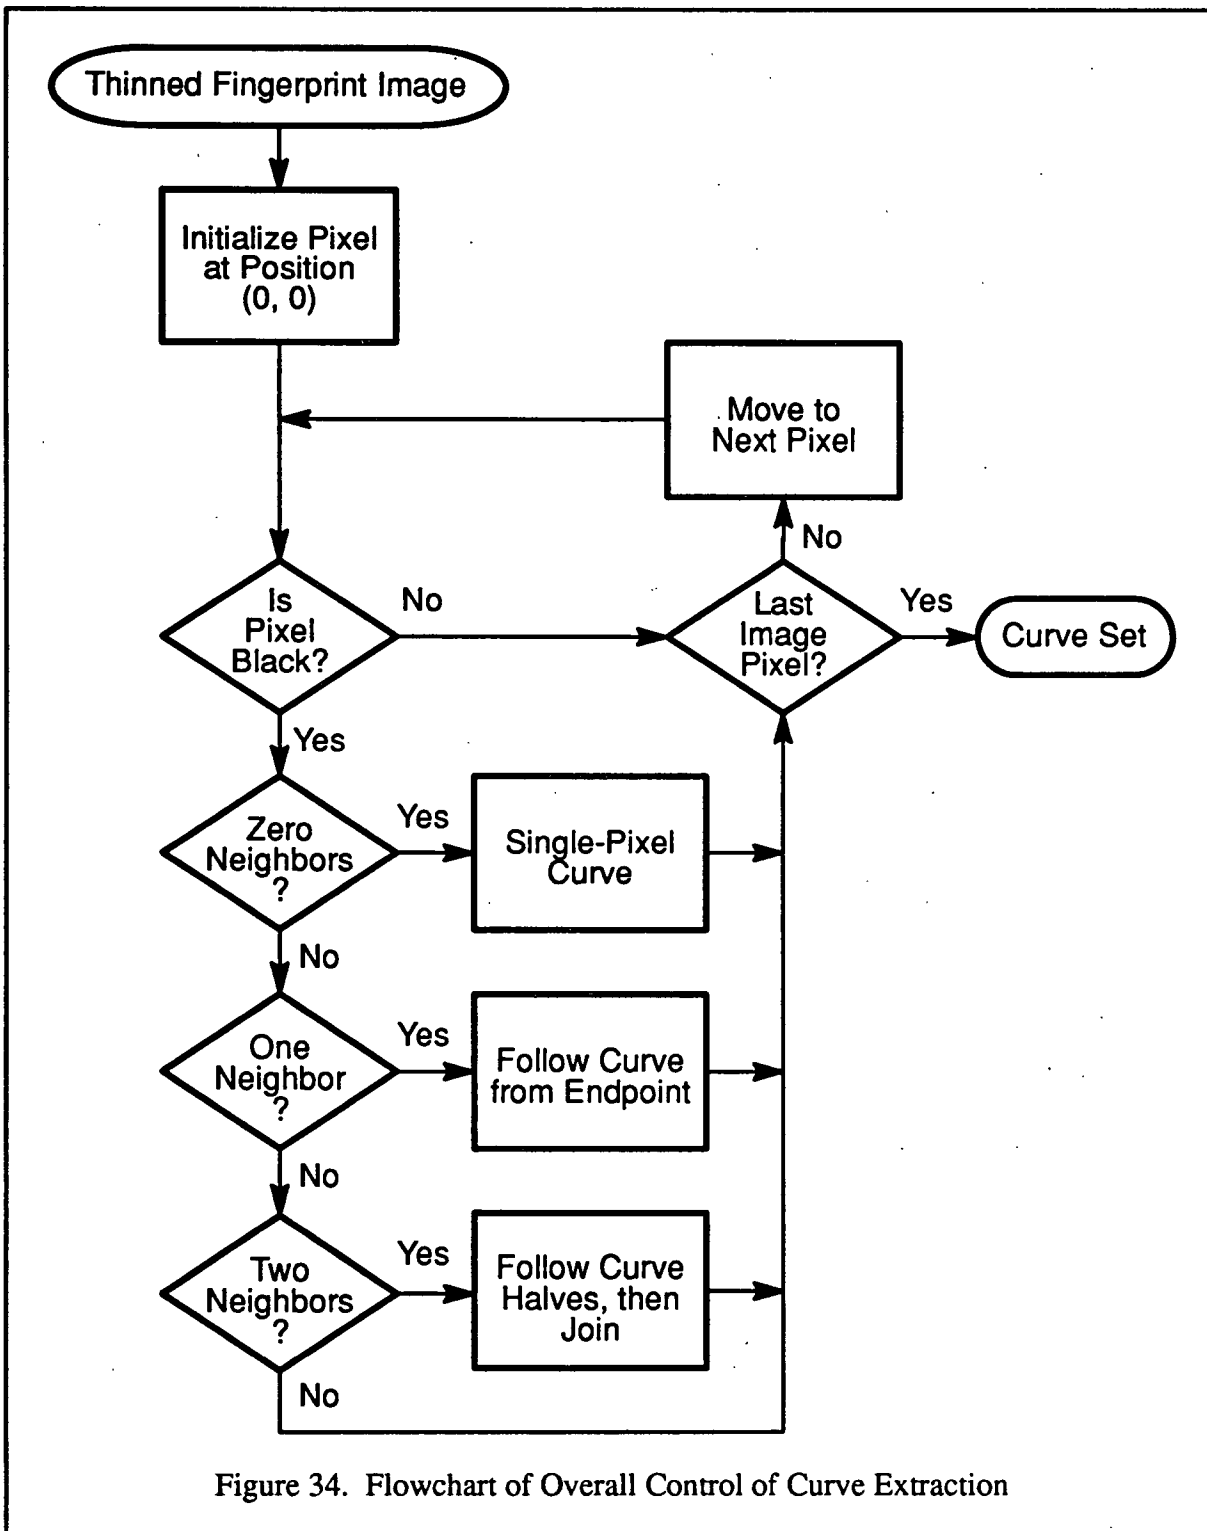 Thinned Fingerprint Image
Initialize Pixel
at Position
(0, 0)
Move to
Next Pixel
No
Is
Pixel
Black?
No
Last
Image
Pixel?
Yes
Curve Set
Yes
Zero
Neighbors
?
Yes
Single-Pixel
Curve
No
One
Neighbor
?
Yes
Follow Curve
from Endpoint
No
Two
Neighbors
?
Yes
Follow Curve
Halves, then
Join
No
Figure 34. Flowchart of Overall Control of Curve Extraction